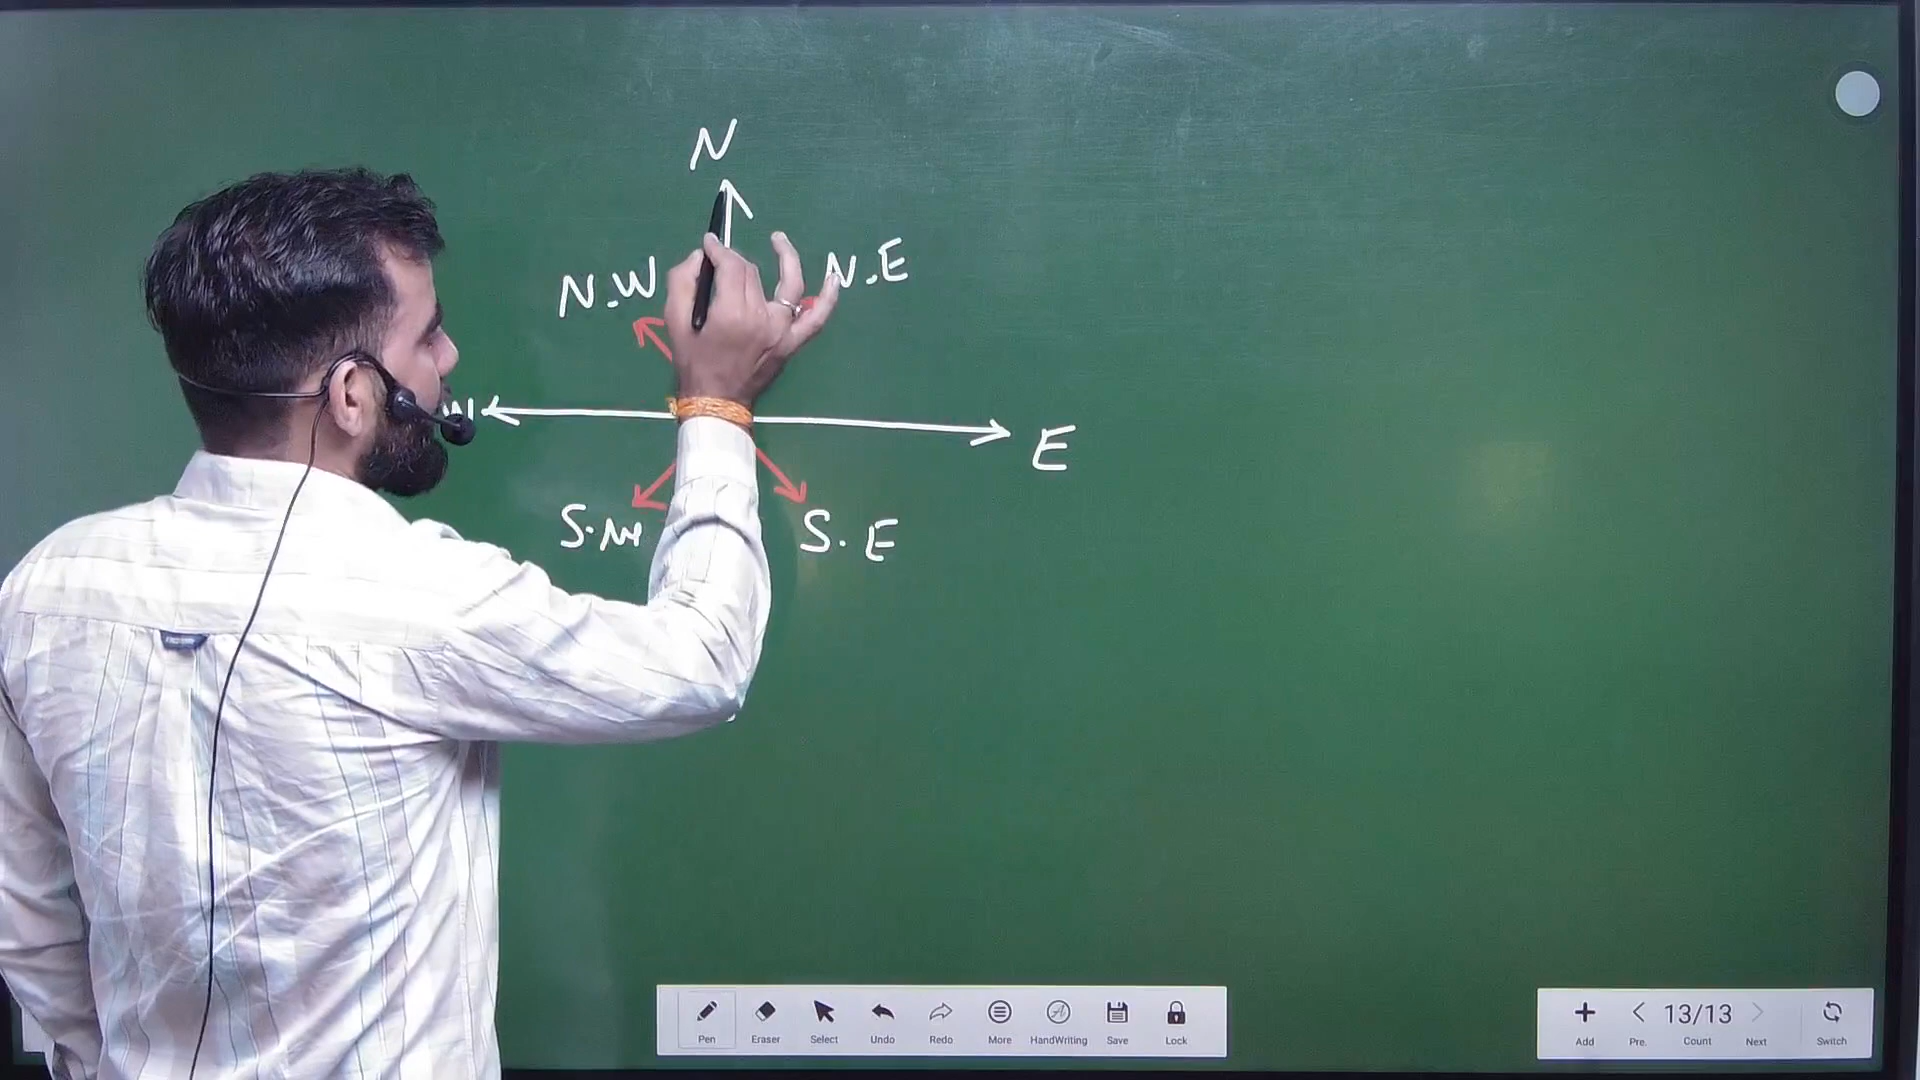 N
N.W
N.E
W
E
S.W
S. E
Pen
Eraser
Select
Undo
Redo
More
HandWriting
Save
Lock
Add
Pre.
13/13
Count
Next
Switch